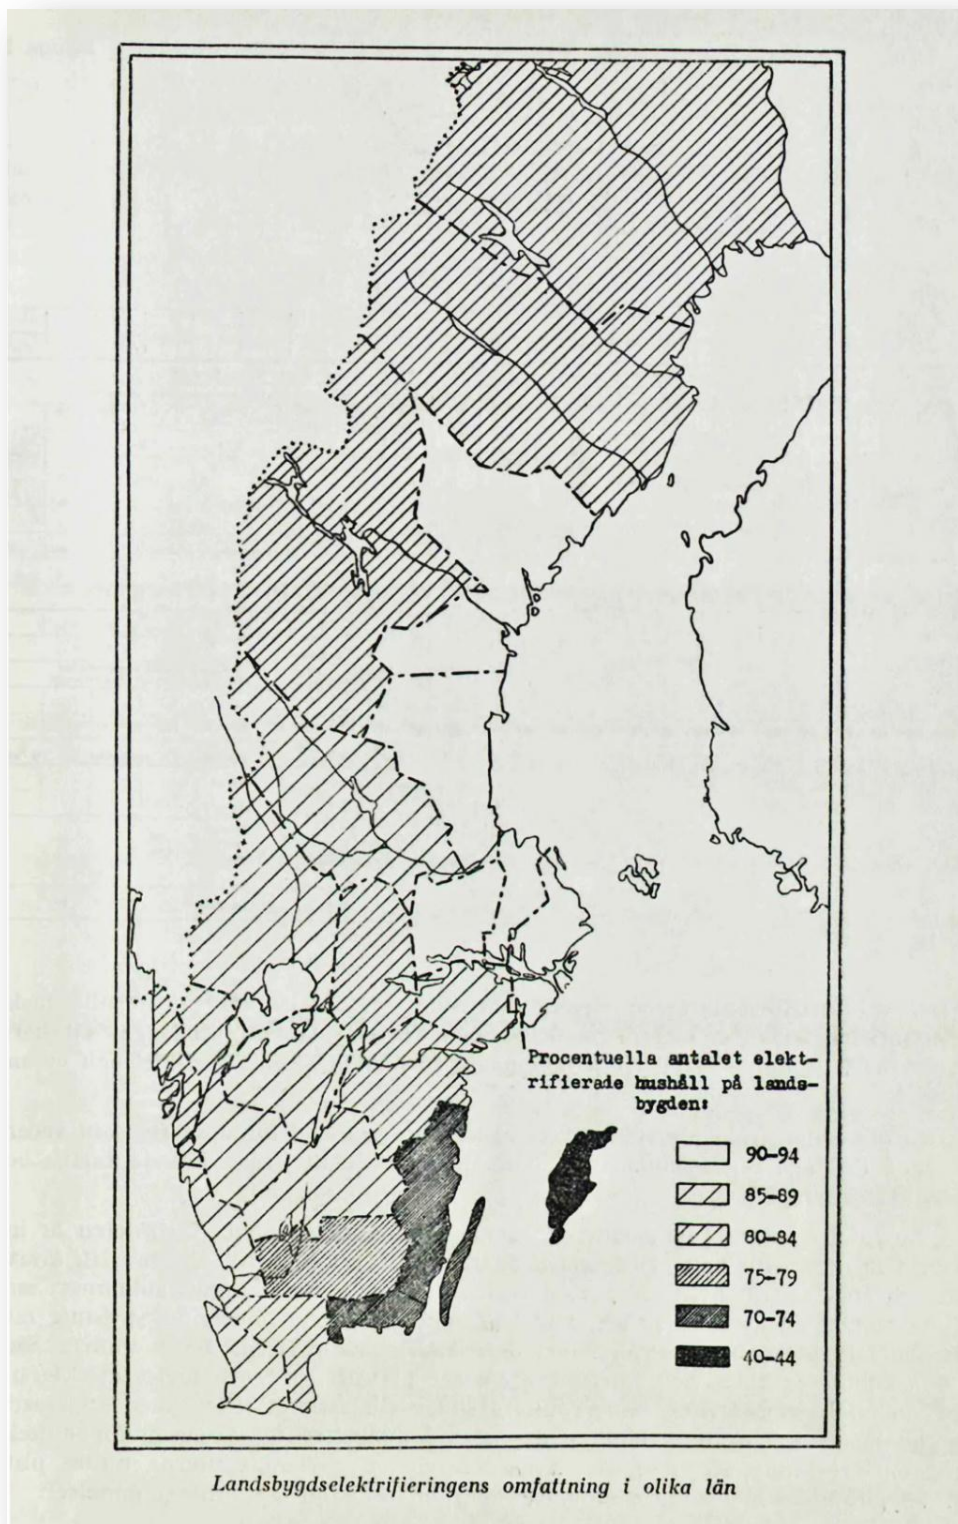 Procentuella antalet elekt-
rifierade hushåll på lands-
bygden:
90-94
85-89
80-84
75-79
70-74
40-44
Landsbygdselektrifieringens omfattning i olika län